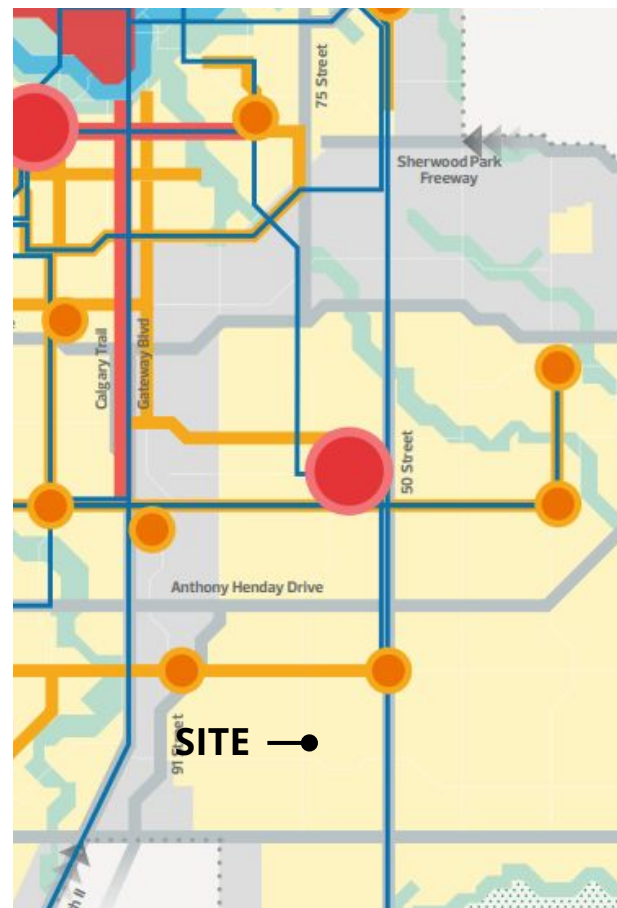 75 Street
Sherwood Park
Freeway
Calgary Trail
Gateway Blvd
50 Street
Anthony Henday Drive
91 Street
SITE